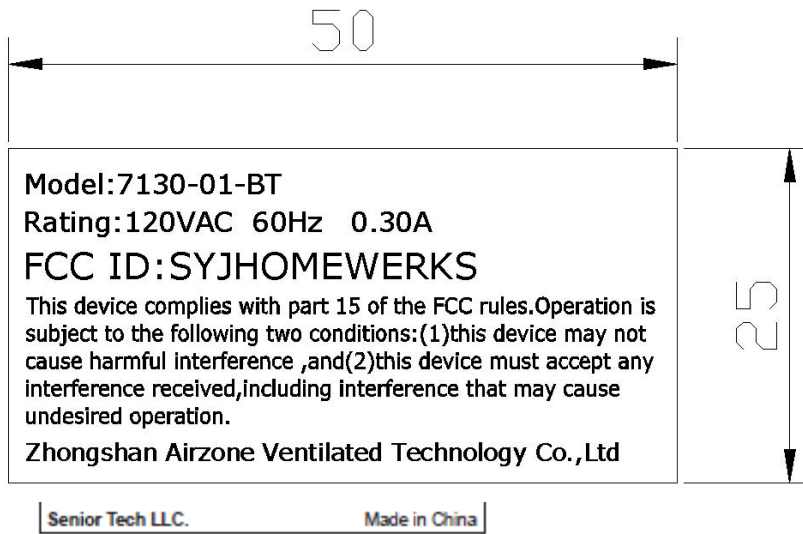 50
Model:7130-01-BT
Rating:120VAC 60Hz 0.30A
FCC ID:SYJHOMEWERKS
This device complies with part 15 of the FCC rules.Operation is
subject to the following two conditions:(1)this device may not
cause harmful interference ,and(2)this device must accept any
interference received,including interference that may cause
undesired operation.
Zhongshan Airzone Ventilated Technology Co.,Ltd
25
Senior Tech LLC. Made in China